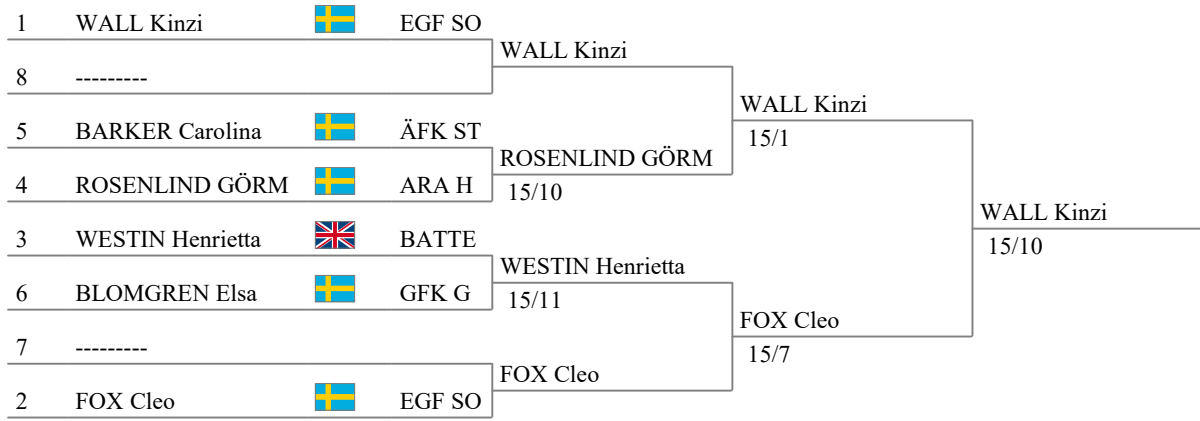 1 WALL Kinzi EGF SO
WALL Kinzi
8 ---------
WALL Kinzi
5 BARKER Carolina ÄFK ST
15/1
ROSENLIND GÖRM
4 ROSENLIND GÖRM ARA H
15/10
WALL Kinzi
3 WESTIN Henrietta BATTE
15/10
WESTIN Henrietta
6 BLOMGREN Elsa GFK G
15/11
FOX Cleo
7 ---------
15/7
FOX Cleo
2 FOX Cleo EGF SO